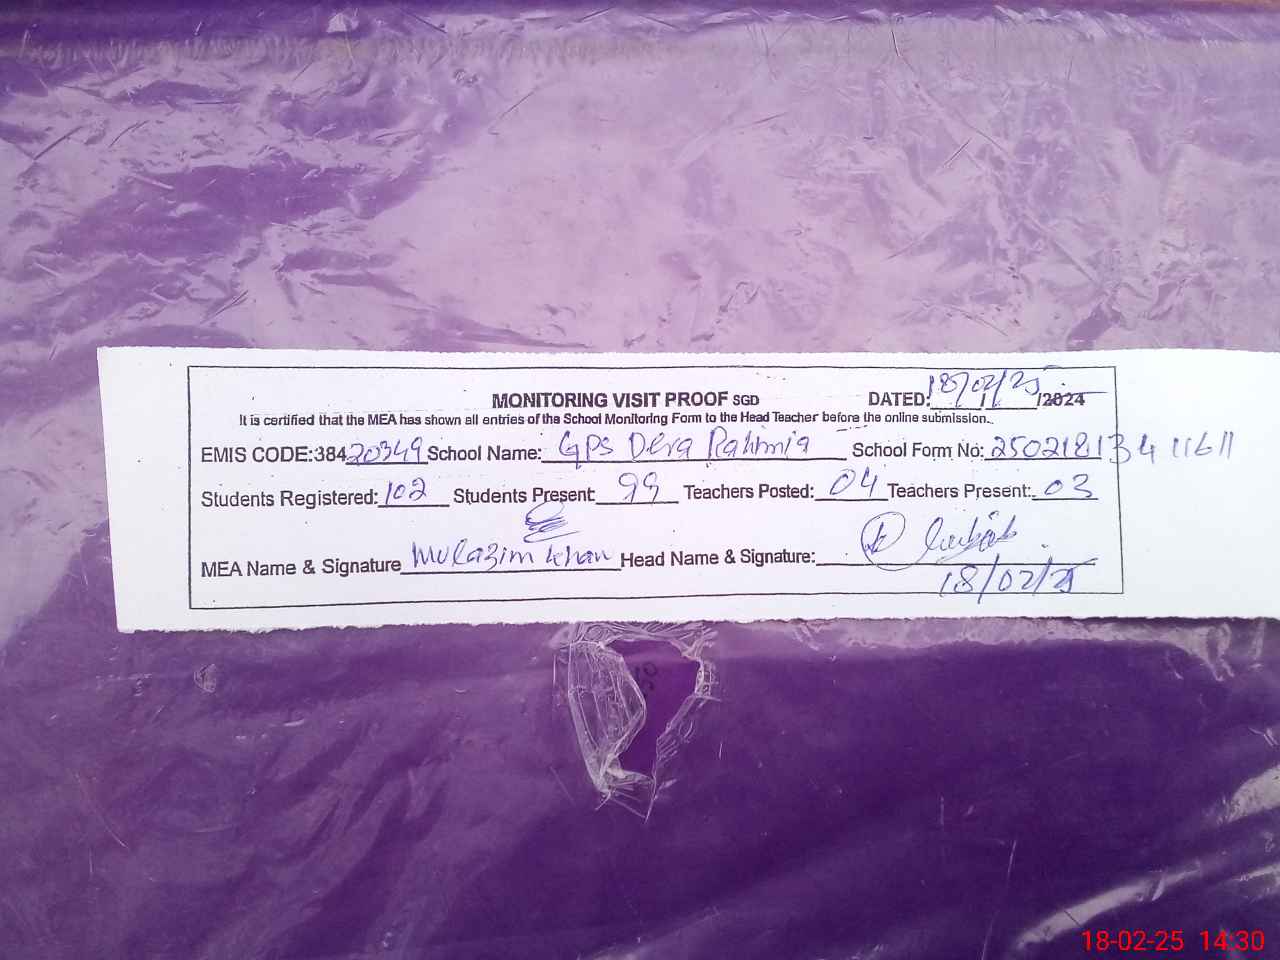 MONITORING VISIT PROOF SGD DATED: 18/02/25 /2024
It is certified that the MEA has shown all entries of the School Monitoring Form to the Head Teacher before the online submission.
EMIS CODE:38420349 School Name: GPS Dera Rahimia School Form No: 25021813411611
Students Registered: 102 Students Present: 99 Teachers Posted: 04 Teachers Present: 03
MEA Name & Signature Mulazim Khan Head Name & Signature:
18/02/25
18-02-25 14:30